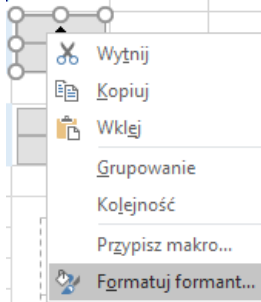 Wytnij
Kopiuj
Wklej
Grupowanie
Kolejność
Przypisz makro...
Formatuj formant...